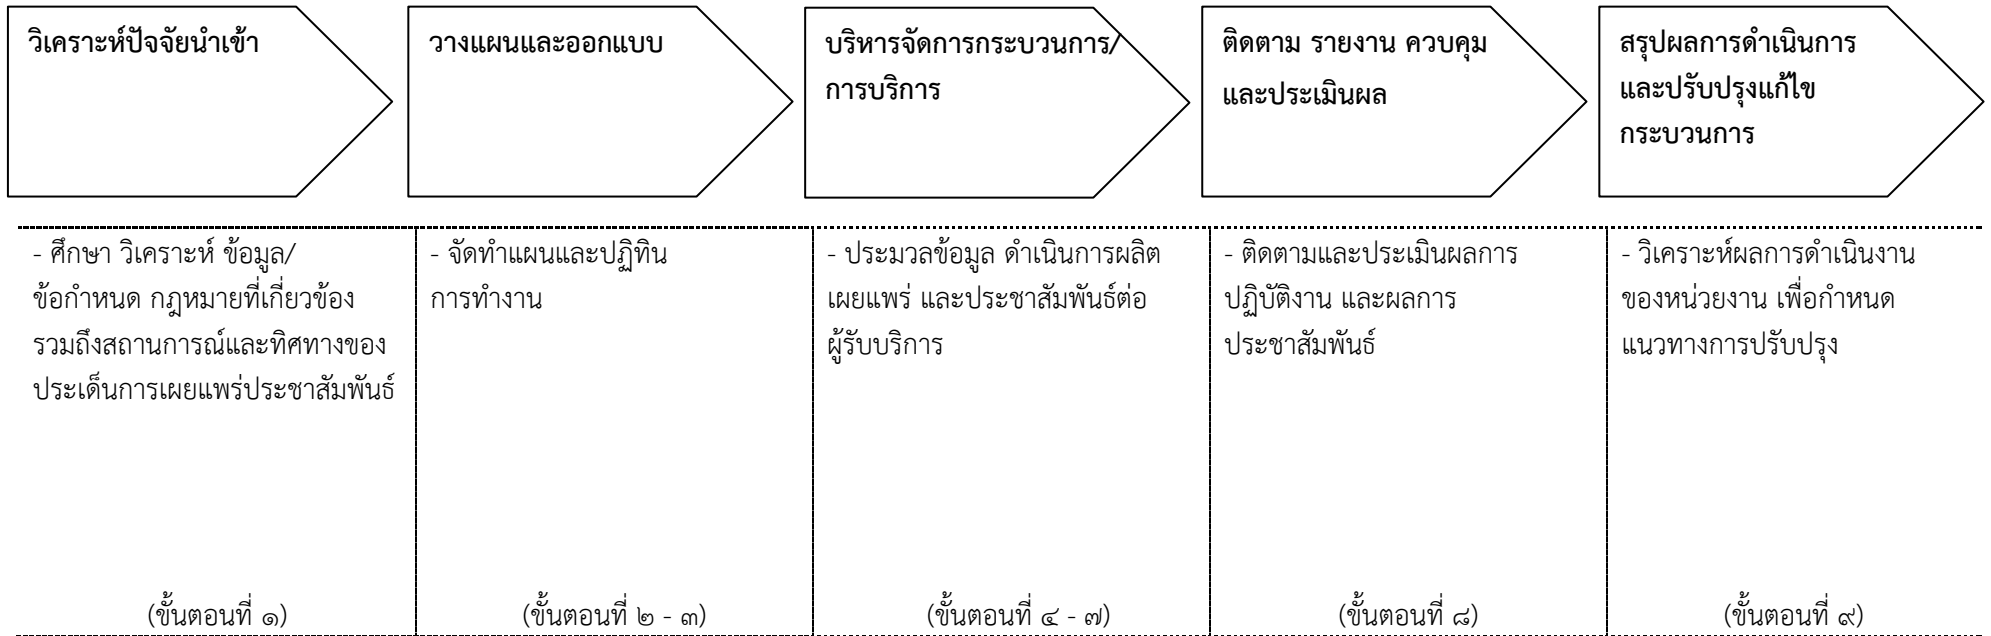 วิเคราะห์ปัจจัยนำเข้า
วางแผนและออกแบบ
บริหารจัดการกระบวนการ/
การบริการ
ติดตาม รายงาน ควบคุม
และประเมินผล
สรุปผลการดำเนินการ
และปรับปรุงแก้ไข
กระบวนการ
- ศึกษา วิเคราะห์ ข้อมูล/
ข้อกำหนด กฎหมายที่เกี่ยวข้อง
รวมถึงสถานการณ์และทิศทางของ
ประเด็นการเผยแพร่ประชาสัมพันธ์
(ขั้นตอนที่ ๑)
- จัดทำแผนและปฏิทิน
การทำงาน
(ขั้นตอนที่ ๒ - ๓)
- ประมวลข้อมูล ดำเนินการผลิต
เผยแพร่ และประชาสัมพันธ์ต่อ
ผู้รับบริการ
(ขั้นตอนที่ ๔ - ๗)
- ติดตามและประเมินผลการ
ปฏิบัติงาน และผลการ
ประชาสัมพันธ์
(ขั้นตอนที่ ๘)
- วิเคราะห์ผลการดำเนินงาน
ของหน่วยงาน เพื่อกำหนด
แนวทางการปรับปรุง
(ขั้นตอนที่ ๙)